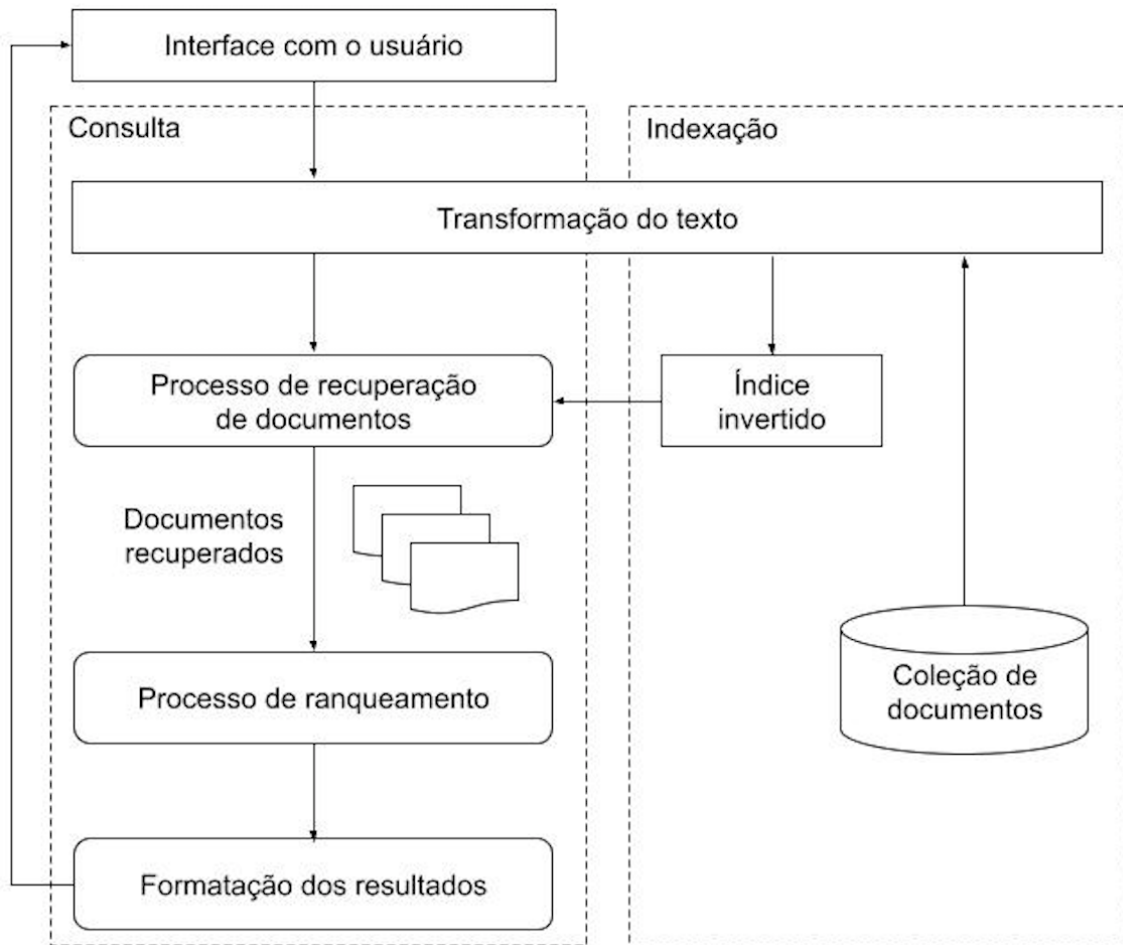 Interface com o usuário
Consulta
Indexação
Transformação do texto
Processo de recuperação
de documentos
Índice
invertido
Documentos
recuperados
Coleção de
documentos
Processo de ranqueamento
Formatação dos resultados